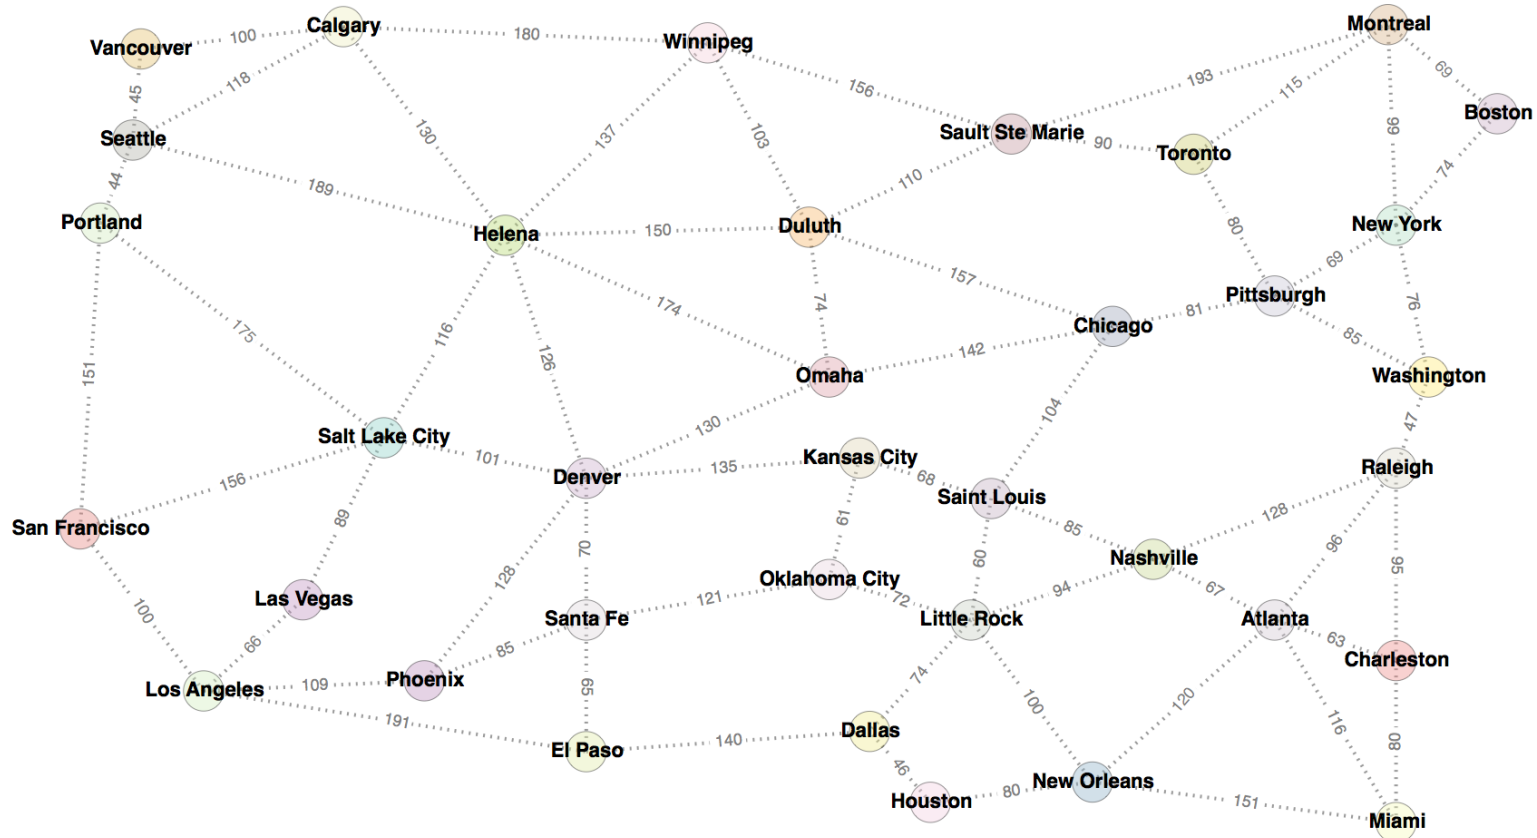 Montreal
Calgary
100
180
Winnipeg
Vancouver
69
193
118
156
115
45
Boston
130
137
103
99
Seattle
Sault Ste Marie
90
Toronto
74
44
189
110
Portland
New York
Duluth
Helena
150
80
69
157
Pittsburgh
174
74
76
81
175
116
Chicago
85
142
151
126
Omaha
Washington
104
47
130
Salt Lake City
101
Kansas City
135
Raleigh
156
Denver
68
Saint Louis
89
61
128
San Francisco
85
96
70
60
Nashville
95
128
Oklahoma City
94
67
Las Vegas
121
72
100
Santa Fe
Little Rock
Atlanta
66
85
63
Charleston
Phoenix
74
109
65
Los Angeles
100
120
191
116
Dallas
140
80
El Paso
46
New Orleans
80
Houston
151
Miami